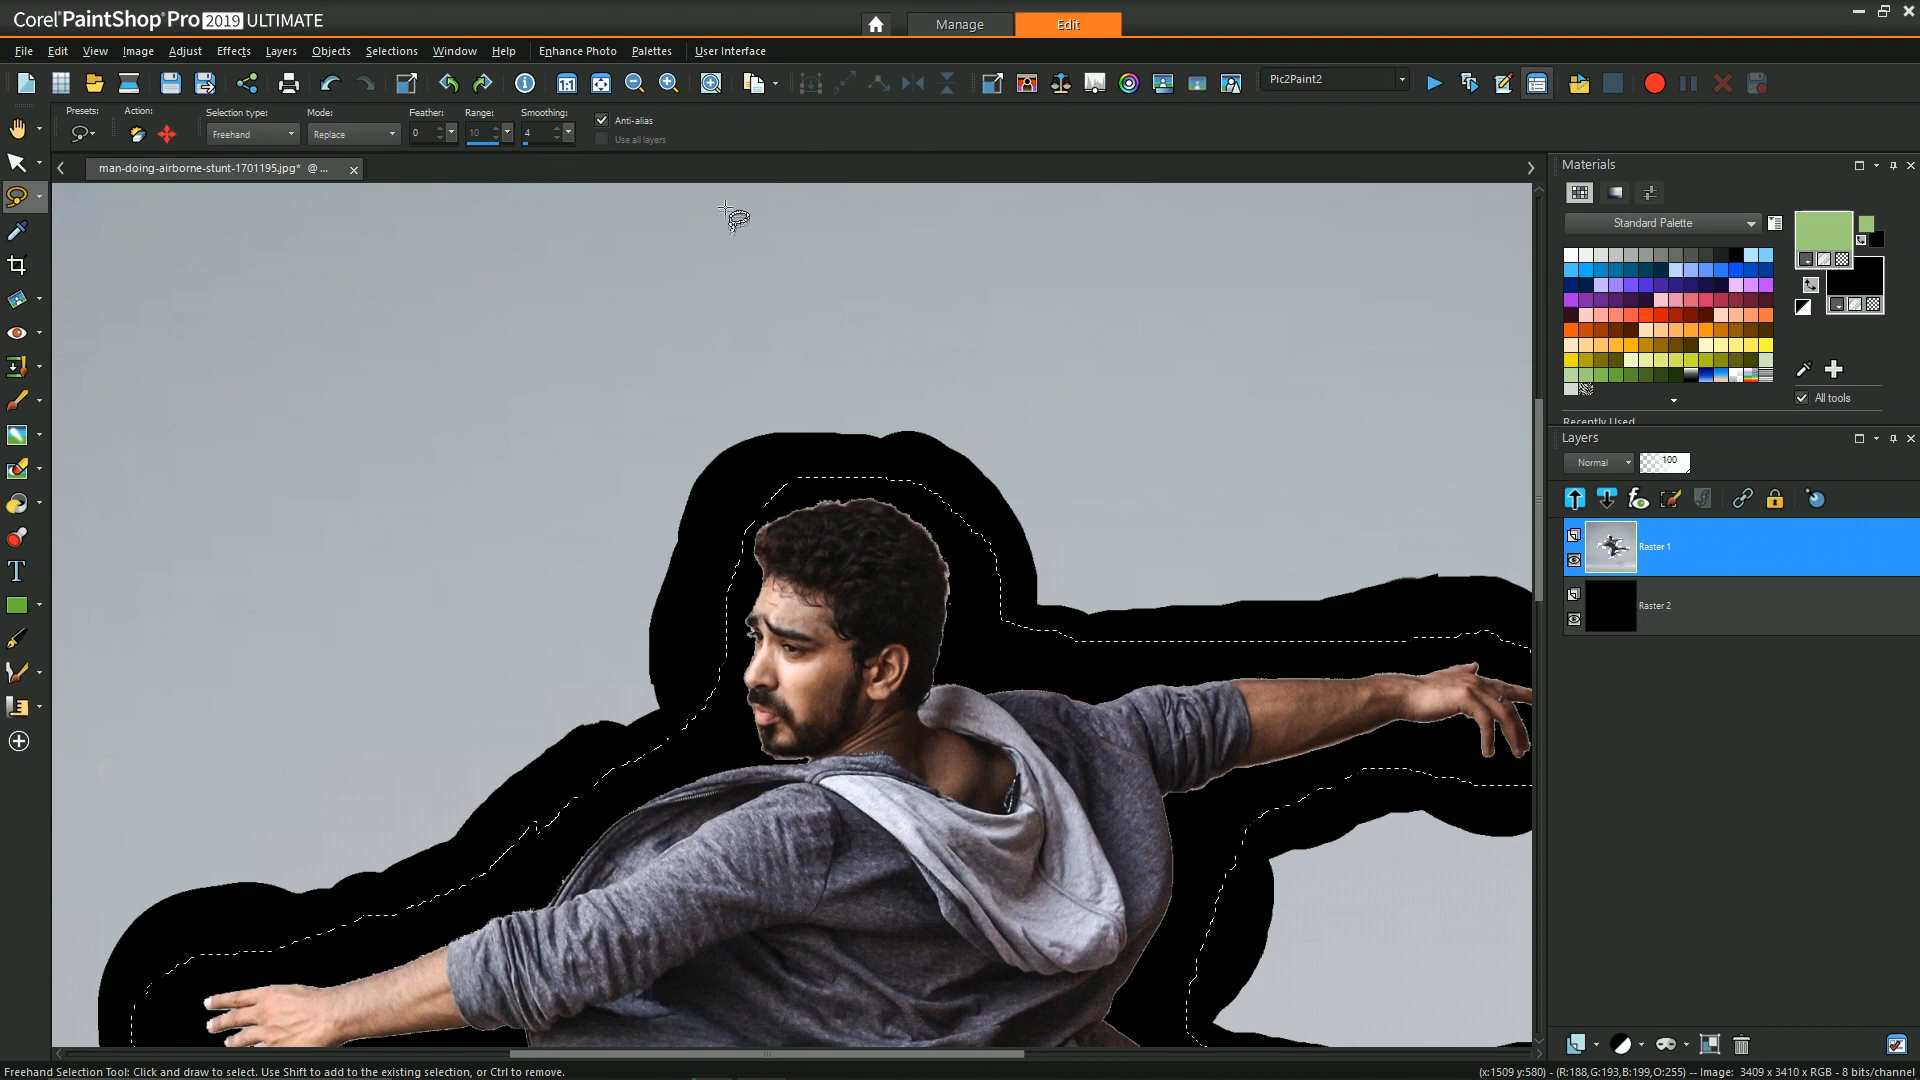 Corel® PaintShop® Pro 2019 ULTIMATE
Manage
Edit
File Edit View Image Adjust Effects Layers Objects Selections Window Help Enhance Photo Palettes User Interface
Pic2Paint2
Presets: Action: Selection type: Mode: Feather: Range: Smoothing:
Freehand Replace 0 10 4
Anti-alias
Use all layers
man-doing-airborne-stunt-1701195.jpg* @ ...
Materials
Standard Palette
All tools
Recently Used
Layers
Normal 100
Raster 1
Raster 2
Freehand Selection Tool: Click and draw to select. Use Shift to add to the existing selection, or Ctrl to remove.
(x:1509 y:580) - (R:188,G:193,B:199,O:255) -- Image: 3409 x 3410 x RGB - 8 bits/channel